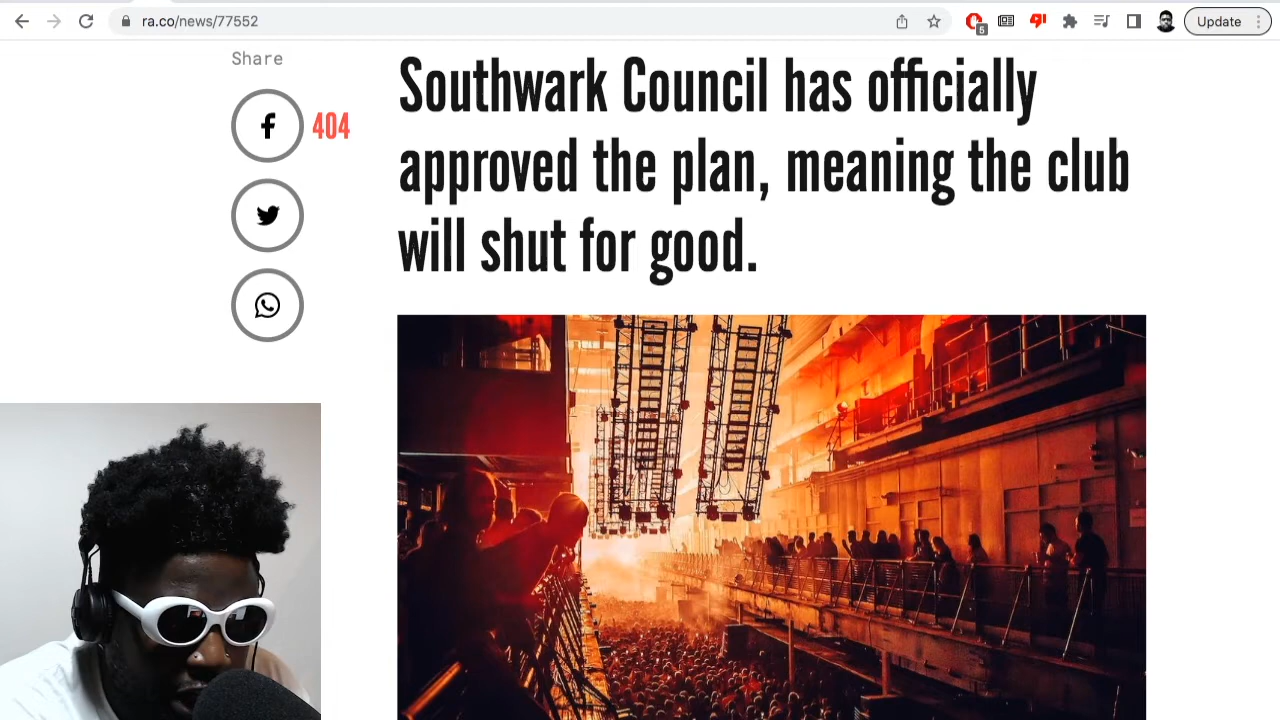 ra.co/news/77552
5
Update
Share
404
Southwark Council has officially
approved the plan, meaning the club
will shut for good.